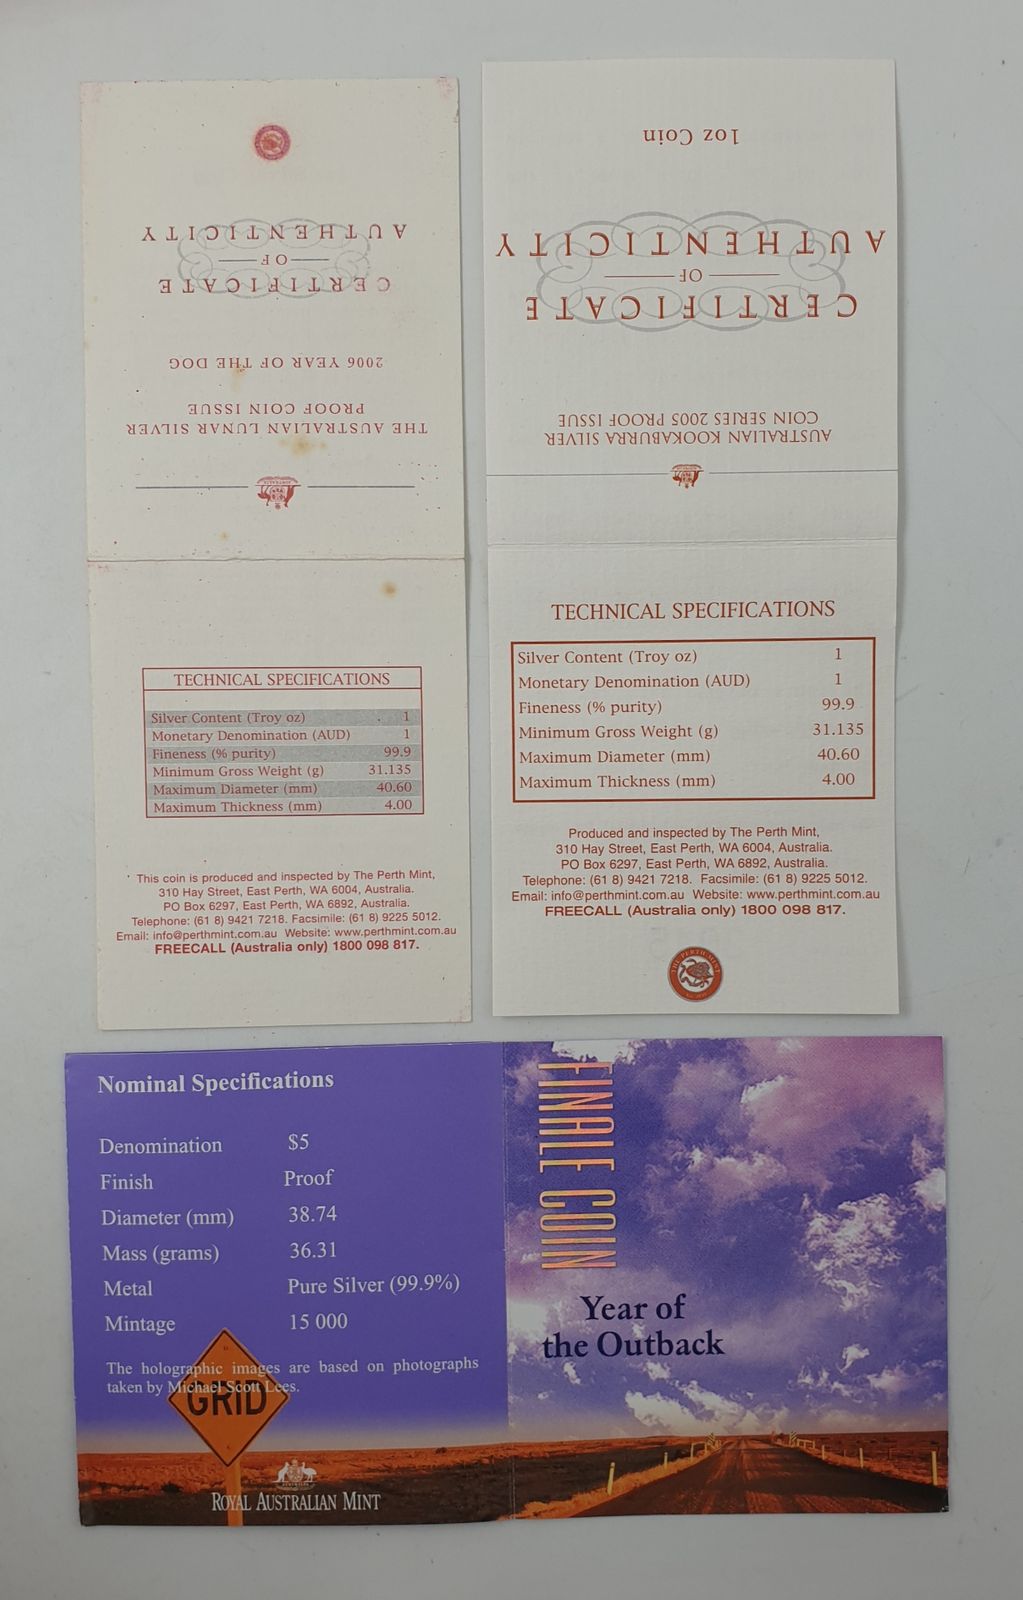 THE AUSTRALIAN LUNAR SILVER
PROOF COIN ISSUE
2006 YEAR OF THE DOG
CERTIFICATE
OF
AUTHENTICITY
TECHNICAL SPECIFICATIONS
Silver Content (Troy oz) 1
Monetary Denomination (AUD) 1
Fineness (% purity) 99.9
Minimum Gross Weight (g) 31.135
Maximum Diameter (mm) 40.60
Maximum Thickness (mm) 4.00
This coin is produced and inspected by The Perth Mint,
310 Hay Street, East Perth, WA 6004, Australia.
PO Box 6297, East Perth, WA 6892, Australia.
Telephone: (61 8) 9421 7218. Facsimile: (61 8) 9225 5012.
Email: info@perthmint.com.au Website: www.perthmint.com.au
FREECALL (Australia only) 1800 098 817.
AUSTRALIAN KOOKABURRA SILVER
COIN SERIES 2005 PROOF ISSUE
CERTIFICATE
OF
AUTHENTICITY
1oz Coin
TECHNICAL SPECIFICATIONS
Silver Content (Troy oz) 1
Monetary Denomination (AUD) 1
Fineness (% purity) 99.9
Minimum Gross Weight (g) 31.135
Maximum Diameter (mm) 40.60
Maximum Thickness (mm) 4.00
Produced and inspected by The Perth Mint,
310 Hay Street, East Perth, WA 6004, Australia.
PO Box 6297, East Perth, WA 6892, Australia.
Telephone: (61 8) 9421 7218. Facsimile: (61 8) 9225 5012.
Email: info@perthmint.com.au Website: www.perthmint.com.au
FREECALL (Australia only) 1800 098 817.
THE PERTH MINT
Nominal Specifications
Denomination $5
Finish Proof
Diameter (mm) 38.74
Mass (grams) 36.31
Metal Pure Silver (99.9%)
Mintage 15 000
The holographic images are based on photographs
taken by Michael Scott Lees.
GRID
ROYAL AUSTRALIAN MINT
FINALE COIN
Year of
the Outback